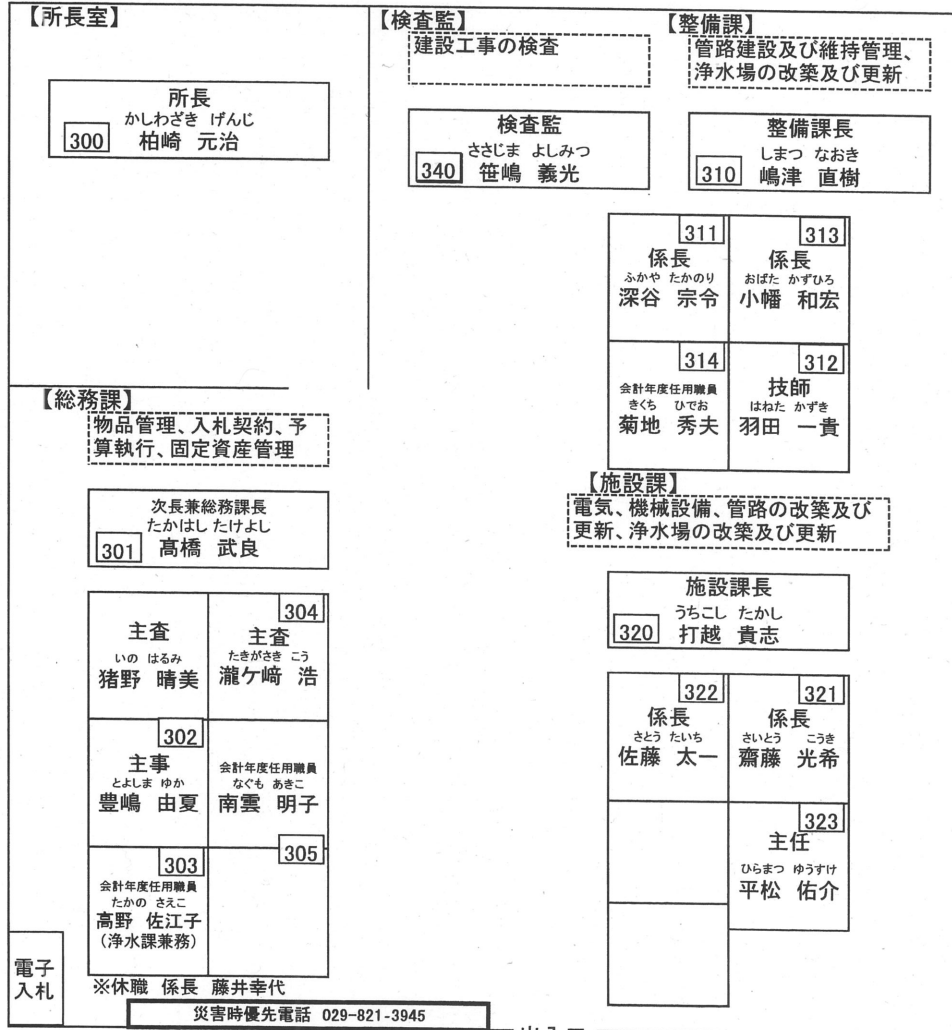 【所長室】
所長
かしわざき げんじ
300 柏崎 元治
【検査監】
建設工事の検査
検査監
ささじま よしみつ
340 笹嶋 義光
【整備課】
管路建設及び維持管理、
浄水場の改築及び更新
整備課長
しまつ なおき
310 嶋津 直樹
311
係長
ふかや たかのり
深谷 宗令
313
係長
おばた かずひろ
小幡 和宏
314
会計年度任用職員
きくち ひでお
菊地 秀夫
312
技師
はねた かずき
羽田 一貴
【総務課】
物品管理、入札契約、予
算執行、固定資産管理
次長兼総務課長
たかはし たけよし
301 髙橋 武良
主査
いの はるみ
猪野 晴美
304
主査
たきがさき こう
瀧ケ﨑 浩
302
主事
とよしま ゆか
豊嶋 由夏
会計年度任用職員
なぐも あきこ
南雲 明子
303
会計年度任用職員
たかの さえこ
高野 佐江子
(浄水課兼務)
305
※休職 係長 藤井幸代
【施設課】
電気、機械設備、管路の改築及び
更新、浄水場の改築及び更新
施設課長
うちこし たかし
320 打越 貴志
322
係長
さとう たいち
佐藤 太一
321
係長
さいとう こうき
齋藤 光希
323
主任
ひらまつ ゆうすけ
平松 佑介
電子
入札
災害時優先電話 029-821-3945